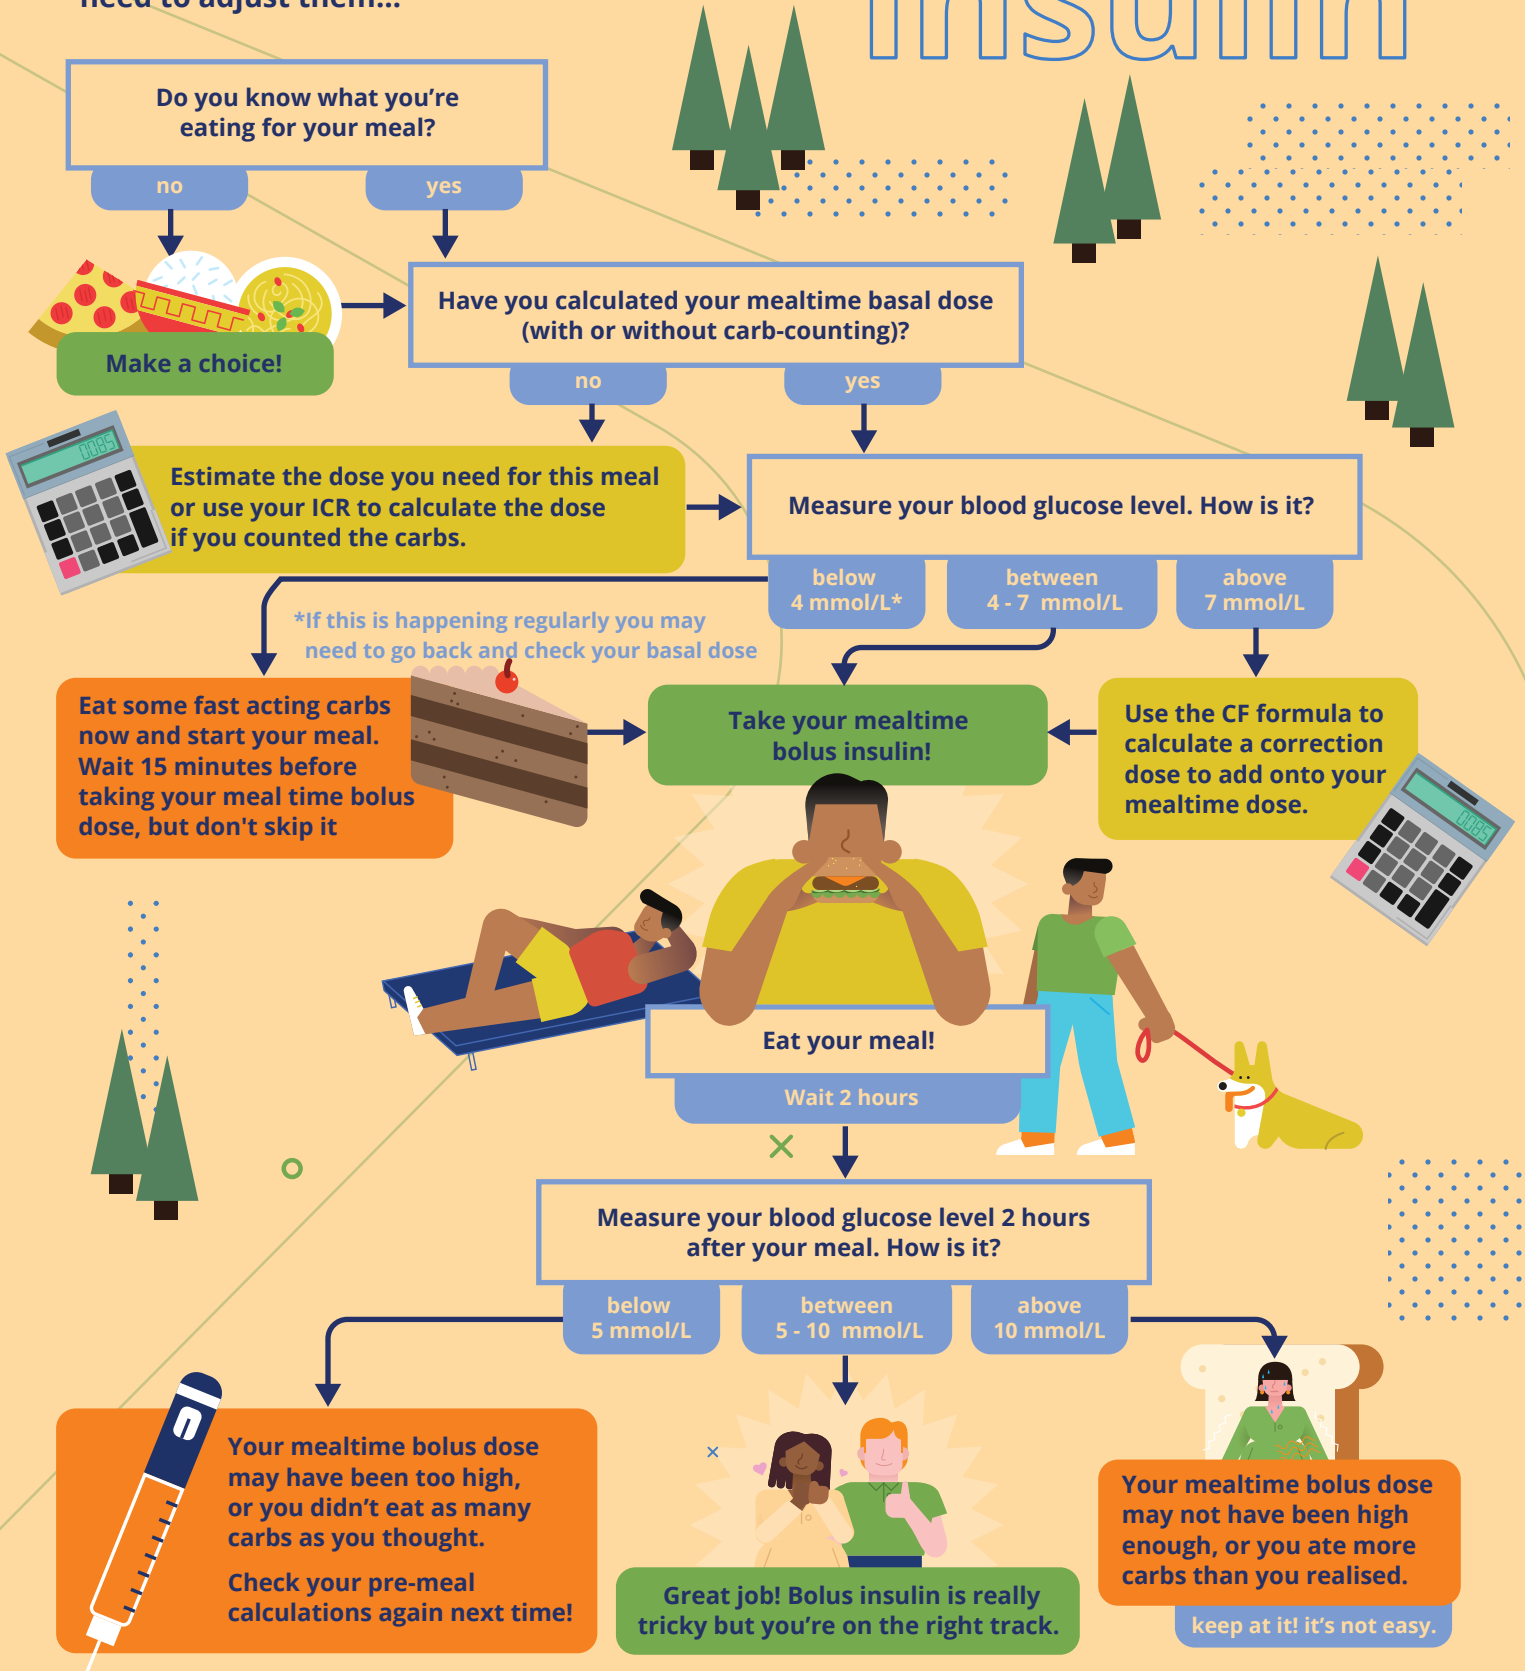 need to adjust them...
insulin
Do you know what you’re
eating for your meal?
no
yes
Make a choice!
Have you calculated your mealtime basal dose
(with or without carb-counting)?
no
yes
0085
Estimate the dose you need for this meal
or use your ICR to calculate the dose
if you counted the carbs.
Measure your blood glucose level. How is it?
below
4 mmol/L*
between
4 - 7 mmol/L
above
7 mmol/L
*If this is happening regularly you may
need to go back and check your basal dose
Eat some fast acting carbs
now and start your meal.
Wait 15 minutes before
taking your meal time bolus
dose, but don't skip it
Take your mealtime
bolus insulin!
Use the CF formula to
calculate a correction
dose to add onto your
mealtime dose.
0085
Eat your meal!
Wait 2 hours
Measure your blood glucose level 2 hours
after your meal. How is it?
below
5 mmol/L
between
5 - 10 mmol/L
above
10 mmol/L
Your mealtime bolus dose
may have been too high,
or you didn’t eat as many
carbs as you thought.
Check your pre-meal
calculations again next time!
Great job! Bolus insulin is really
tricky but you’re on the right track.
Your mealtime bolus dose
may not have been high
enough, or you ate more
carbs than you realised.
keep at it! it’s not easy.